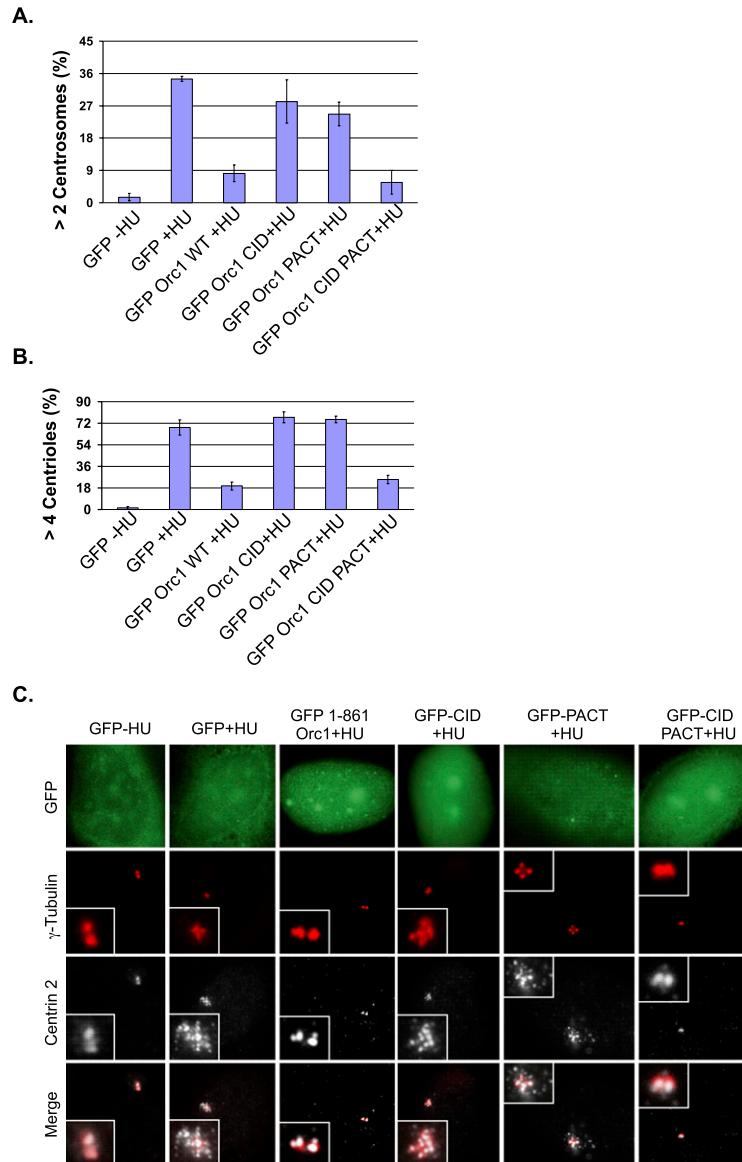 A.
> 2 Centrosomes (%)
45
36
27
18
9
0
GFP -HU
GFP +HU
GFP Orc1 WT +HU
GFP Orc1 CID+HU
GFP Orc1 PACT+HU
GFP Orc1 CID PACT+HU
B.
> 4 Centrioles (%)
90
72
54
36
18
0
GFP -HU
GFP +HU
GFP Orc1 WT +HU
GFP Orc1 CID+HU
GFP Orc1 PACT+HU
GFP Orc1 CID PACT+HU
C.
GFP-HU
GFP+HU
GFP 1-861
Orc1+HU
GFP-CID
+HU
GFP-PACT
+HU
GFP-CID
PACT+HU
GFP
γ-Tubulin
Centrin 2
Merge